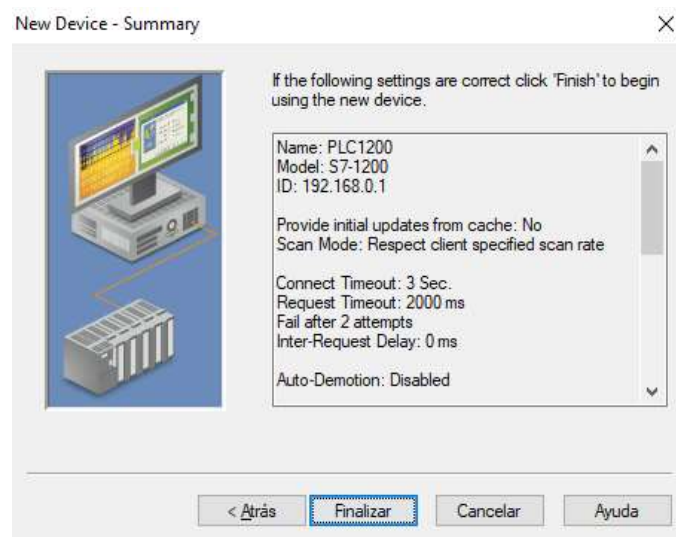 New Device - Summary
If the following settings are correct click 'Finish' to begin
using the new device.
Name: PLC1200
Model: S7-1200
ID: 192.168.0.1
Provide initial updates from cache: No
Scan Mode: Respect client specified scan rate
Connect Timeout: 3 Sec.
Request Timeout: 2000 ms
Fail after 2 attempts
Inter-Request Delay: 0 ms
Auto-Demotion: Disabled
< Atrás Finalizar Cancelar Ayuda